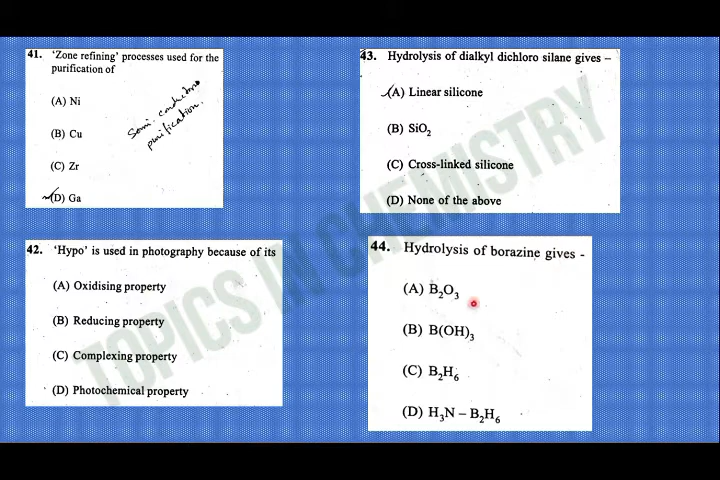 41. 'Zone refining' processes used for the
purification of
(A) Ni
(B) Cu
(C) Zr
(D) Ga
Semi. conductors
purification.
42. 'Hypo' is used in photography because of its
(A) Oxidising property
(B) Reducing property
(C) Complexing property
(D) Photochemical property
43. Hydrolysis of dialkyl dichloro silane gives –
(A) Linear silicone
(B) SiO₂
(C) Cross-linked silicone
(D) None of the above
44. Hydrolysis of borazine gives -
(A) B₂O₃
(B) B(OH)₃
(C) B₂H₆
(D) H₃N – B₂H₆
TOPICS IN CHEMISTRY